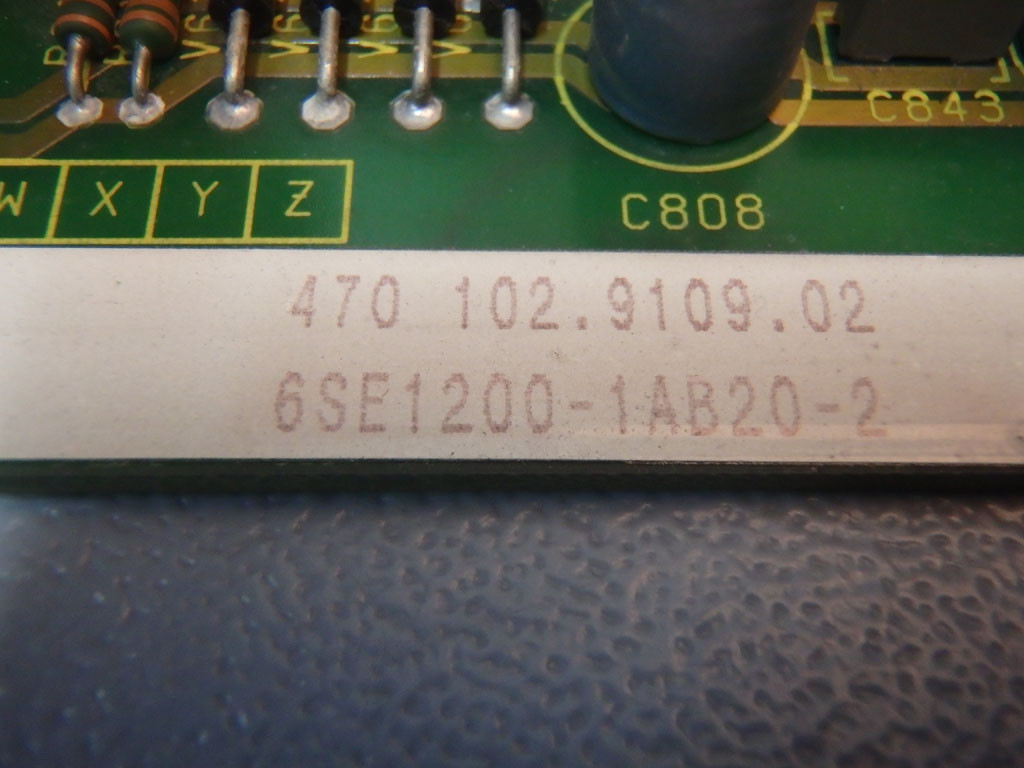 C843
W X Y Z
C808
470 102.9109.02
6SE1200-1AB20-2